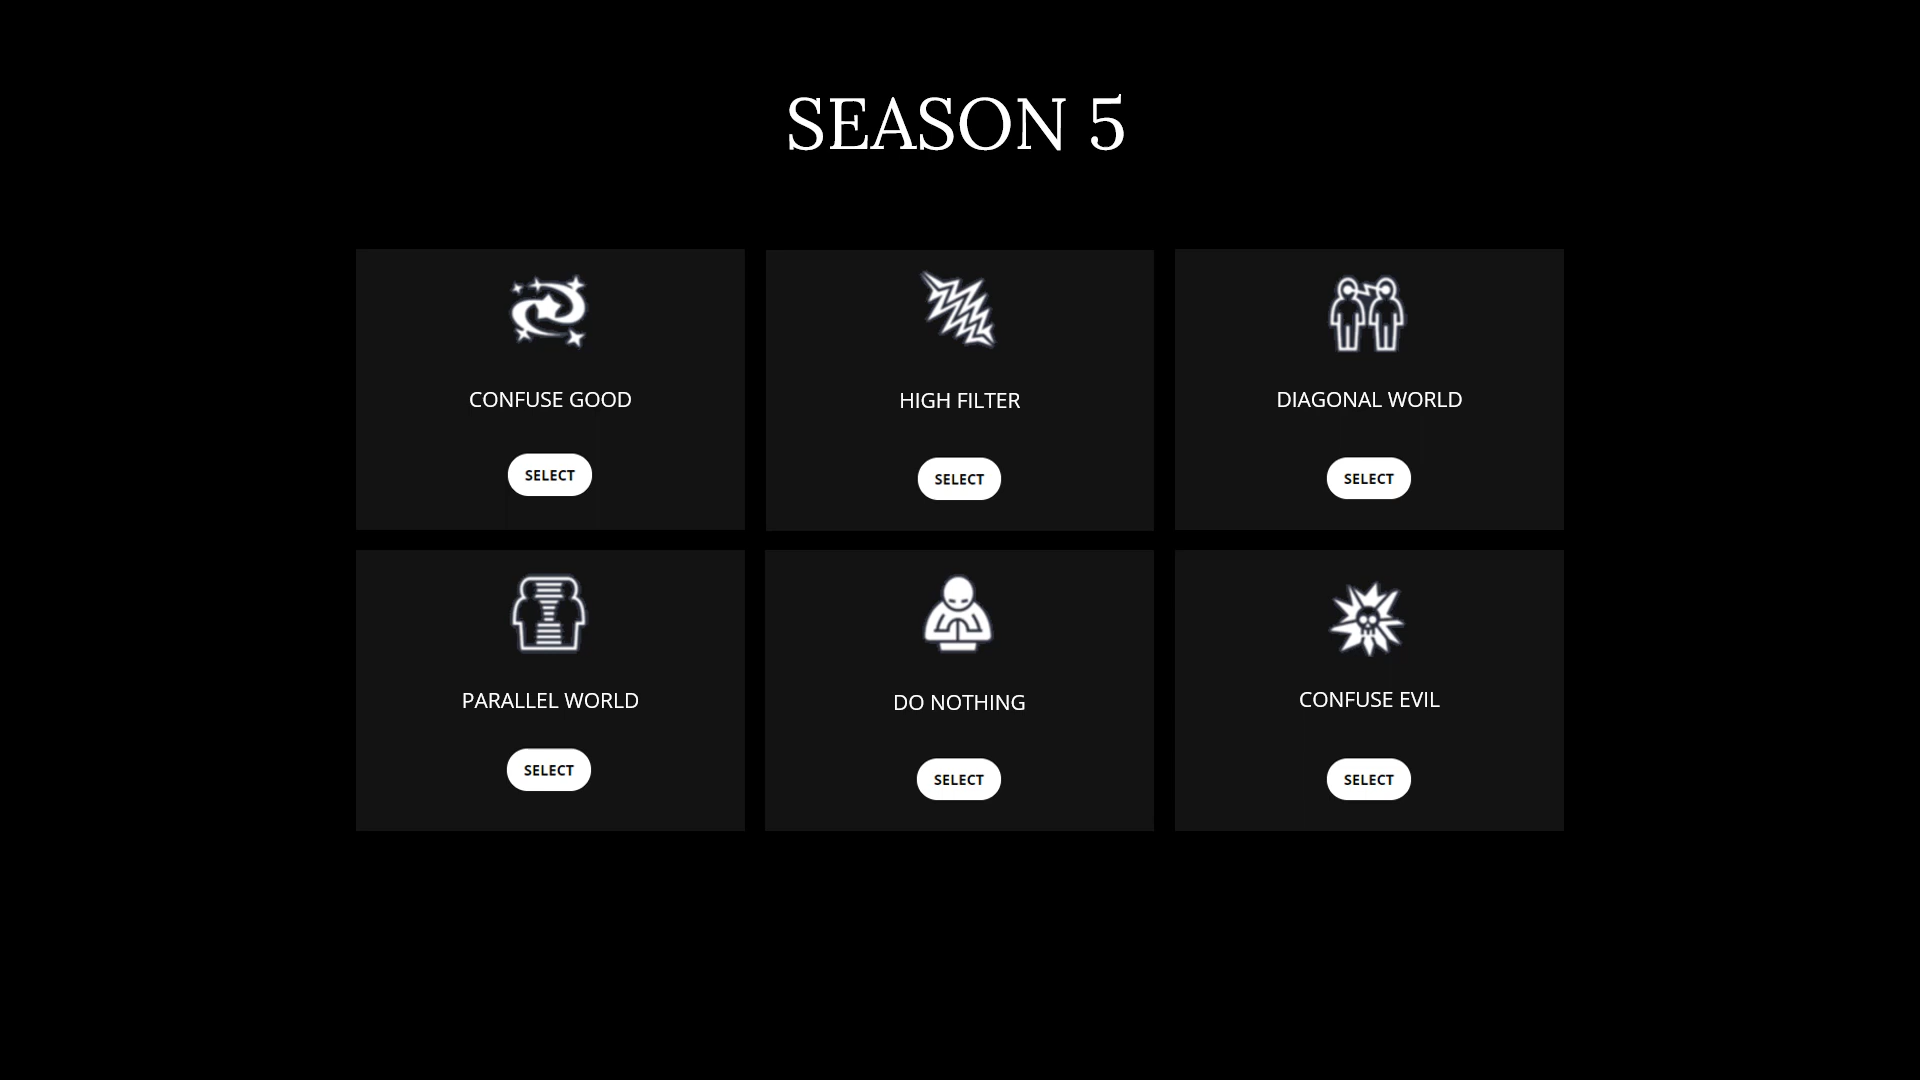 SEASON 5
CONFUSE GOOD
HIGH FILTER
DIAGONAL WORLD
SELECT
SELECT
SELECT
PARALLEL WORLD
DO NOTHING
CONFUSE EVIL
SELECT
SELECT
SELECT